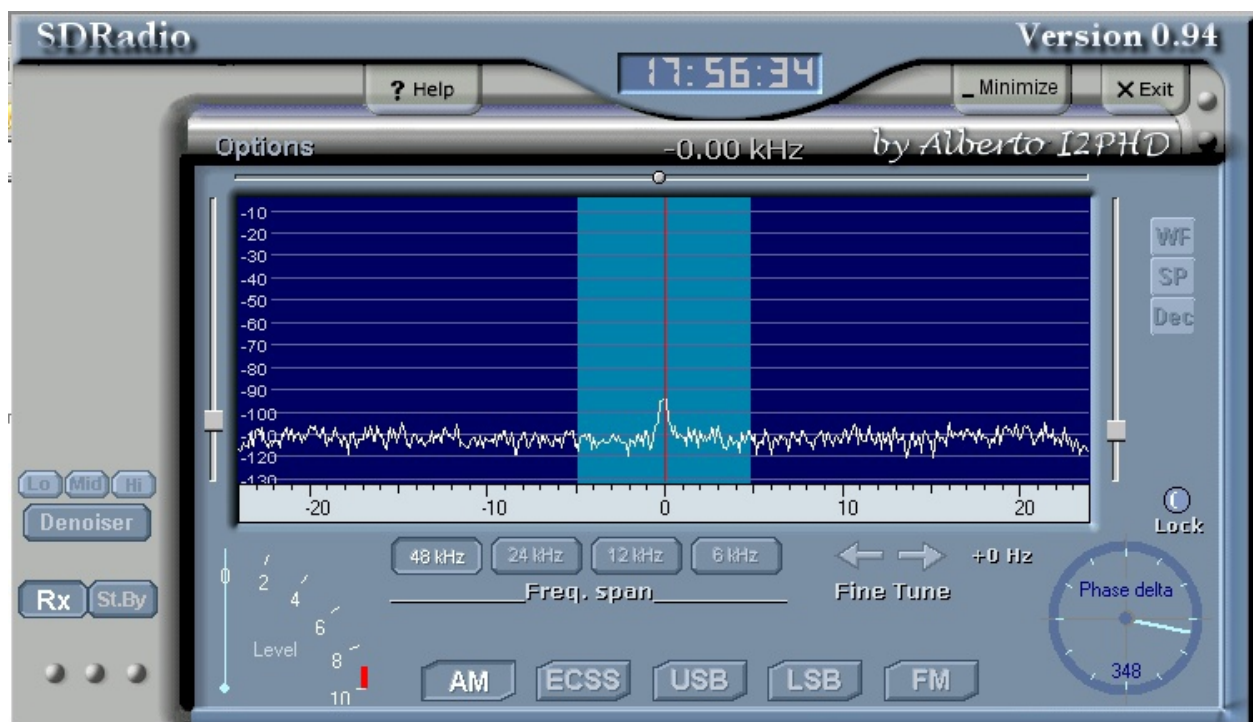 SDRadio
Version 0.94
17:56:34
? Help
_ Minimize
X Exit
Options
-0.00 kHz
by Alberto I2PHD
-10
-20
-30
-40
-50
-60
-70
-80
-90
-100
-120
-130
-20 -10 0 10 20
WF
SP
Dec
Lo Mid Hi
Denoiser
Lock
48 kHz 24 kHz 12 kHz 6 kHz
+0 Hz
Freq. span
Fine Tune
Rx St.By
0
2
4
6
8
10
Level
Phase delta
348
AM ECSS USB LSB FM